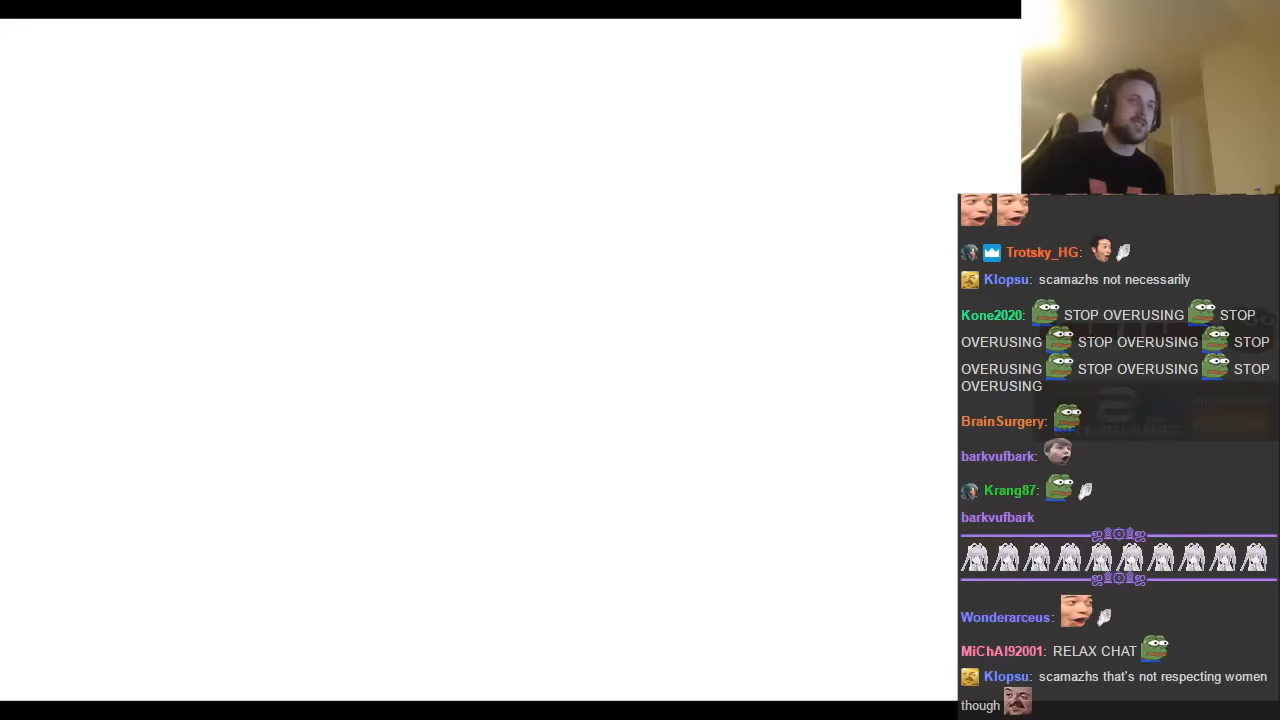 Trotsky_HG:
Klopsu: scamazhs not necessarily
Kone2020: STOP OVERUSING STOP
OVERUSING STOP OVERUSING STOP
OVERUSING STOP OVERUSING STOP
OVERUSING
BrainSurgery:
barkvufbark:
Krang87:
barkvufbark
Wonderarceus:
MiChAl92001: RELAX CHAT
Klopsu: scamazhs that's not respecting women
though